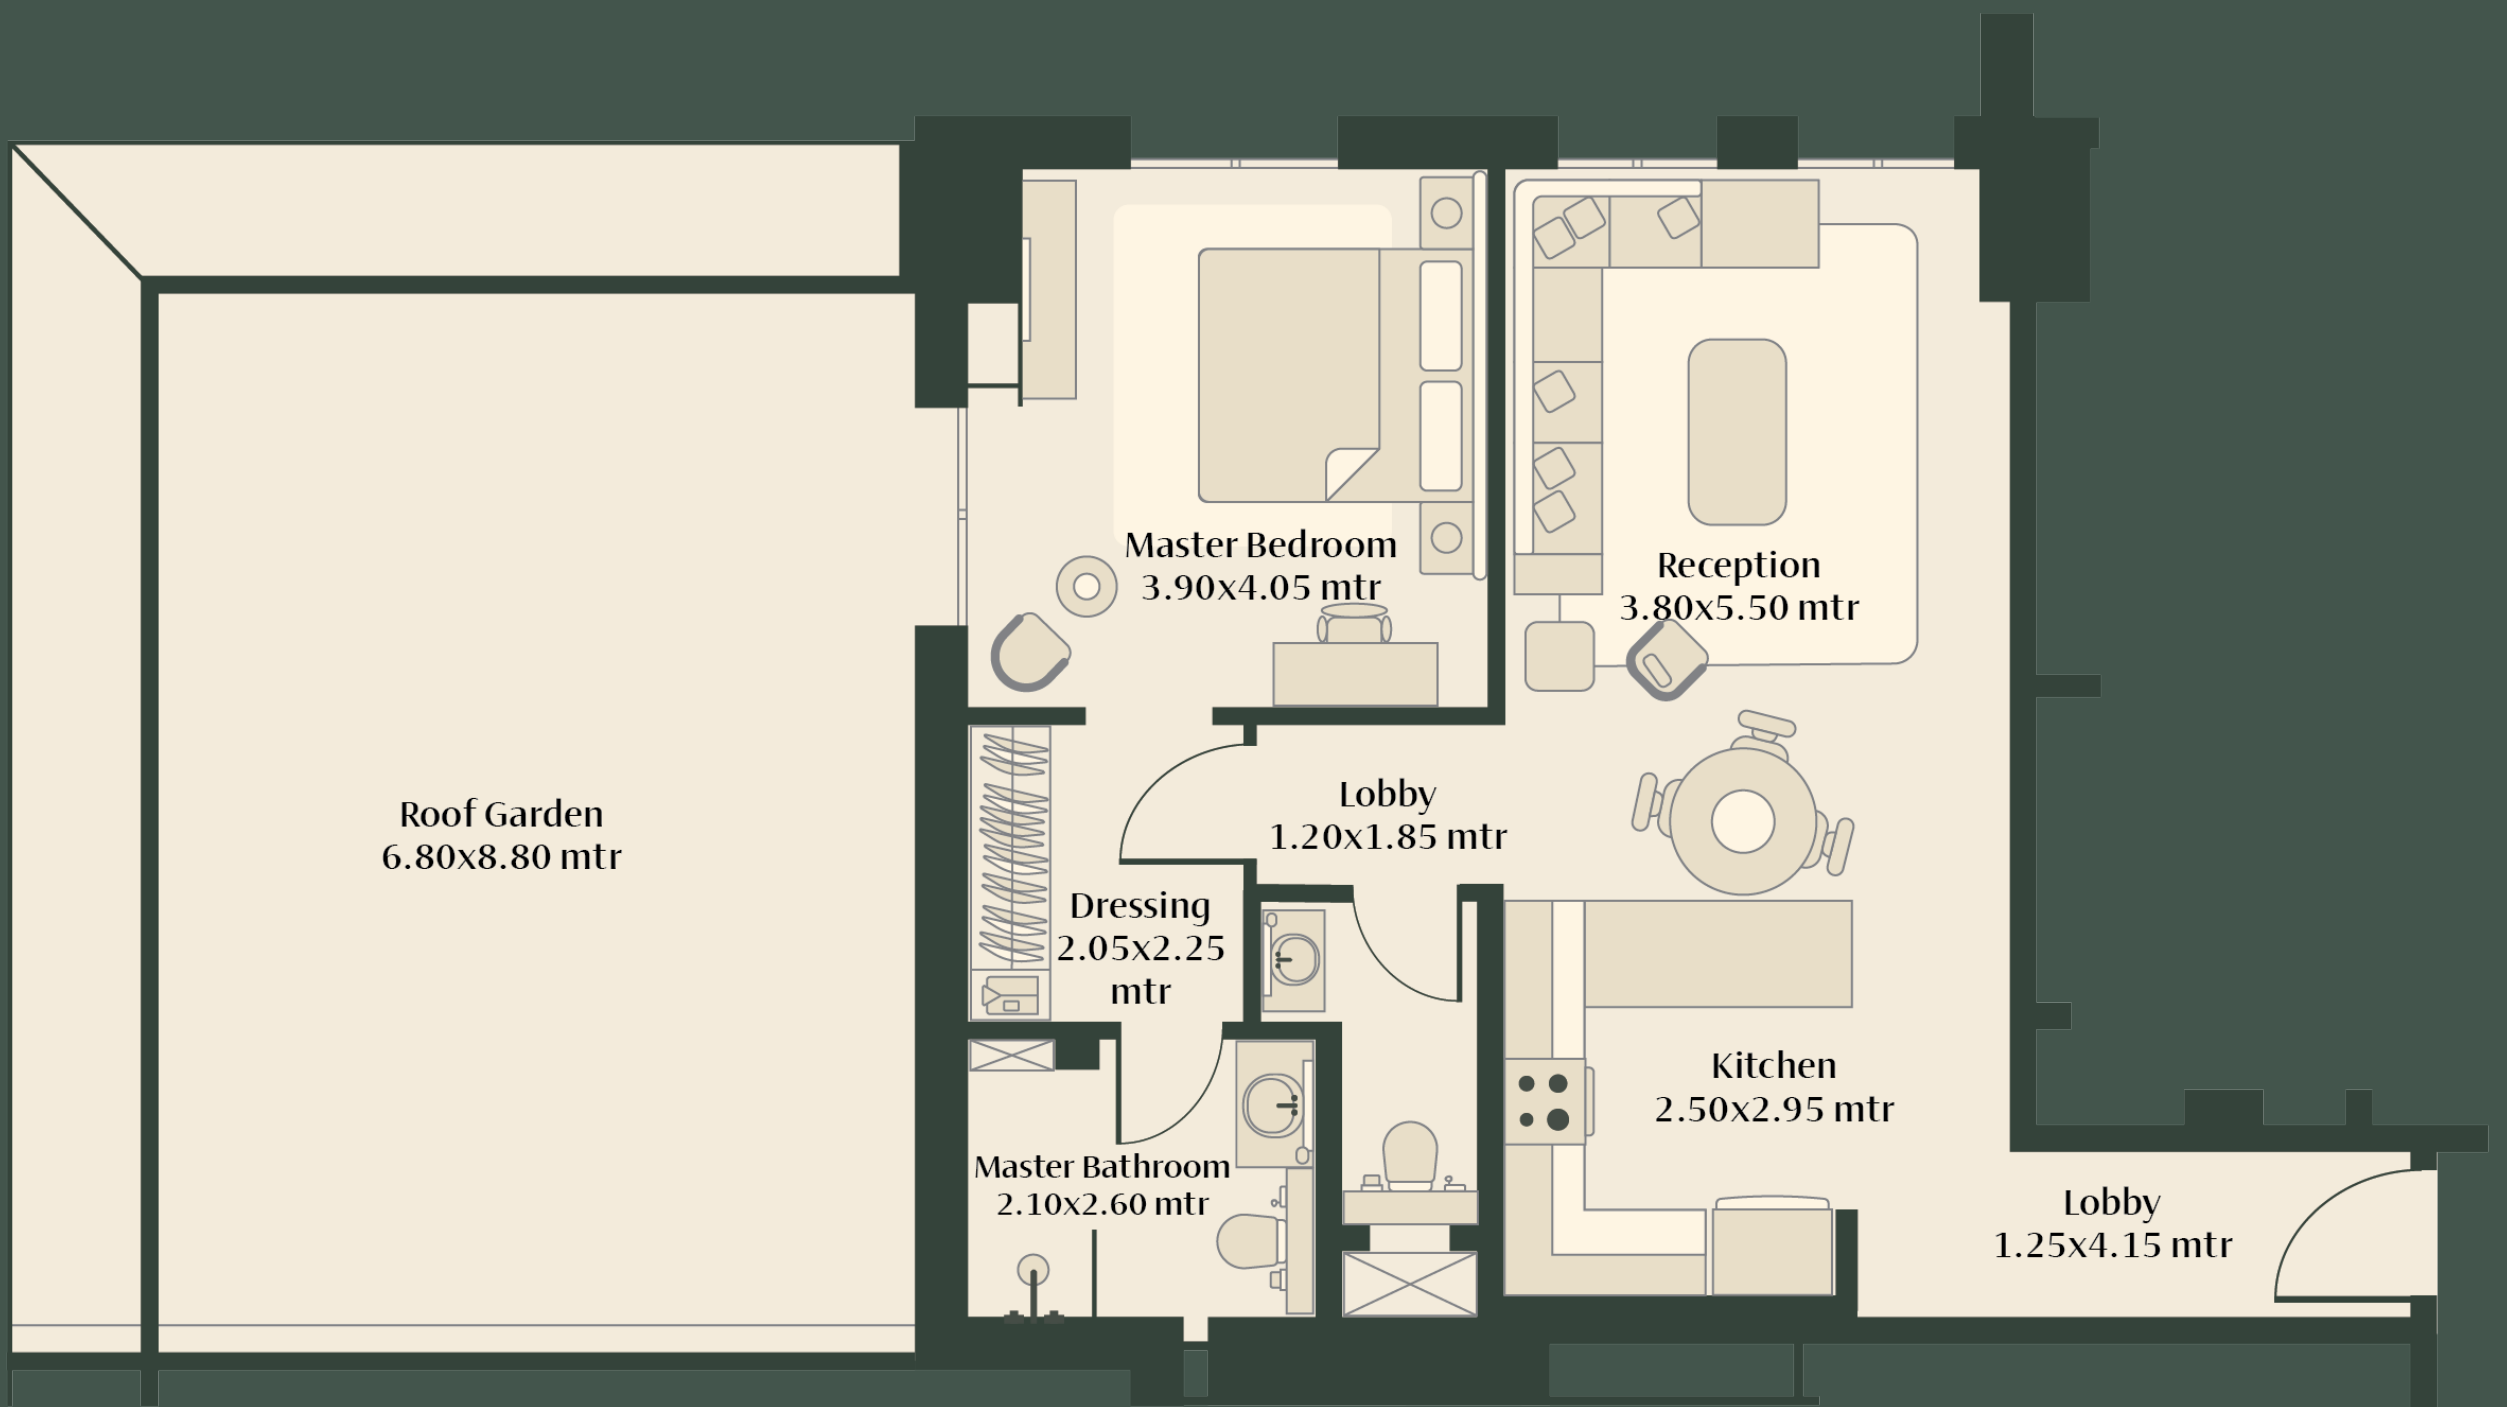 Master Bedroom
3.90x4.05 mtr
Reception
3.80x5.50 mtr
Roof Garden
6.80x8.80 mtr
Lobby
1.20x1.85 mtr
Dressing
2.05x2.25
mtr
Kitchen
2.50x2.95 mtr
Master Bathroom
2.10x2.60 mtr
Lobby
1.25x4.15 mtr